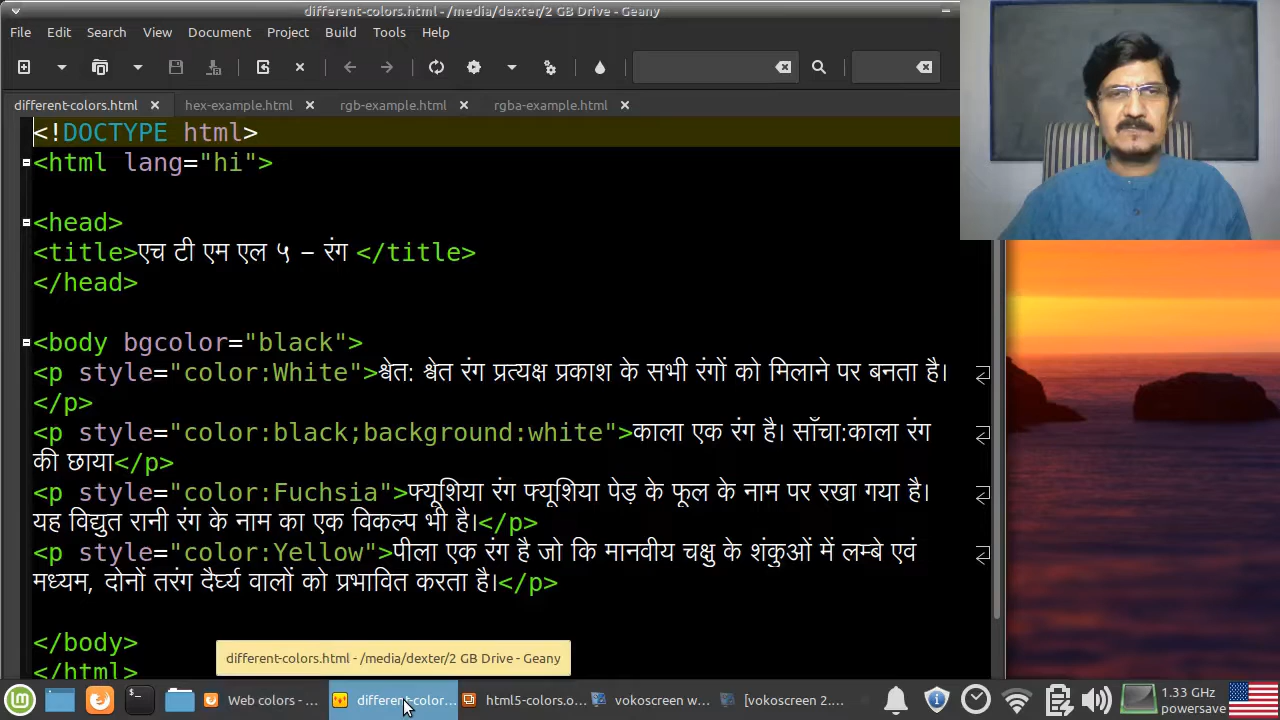 different-colors.html - /media/dexter/2 GB Drive - Geany
File Edit Search View Document Project Build Tools Help
different-colors.html hex-example.html rgb-example.html rgba-example.html
<!DOCTYPE html>
<html lang="hi">
<head>
<title>एच टी एम एल ५ – रंग </title>
</head>
<body bgcolor="black">
<p style="color:White">श्वेत: श्वेत रंग प्रत्यक्ष प्रकाश के सभी रंगों को मिलाने पर बनता है।
</p>
<p style="color:black;background:white">काला एक रंग है। साँचा:काला रंग
की छाया</p>
<p style="color:Fuchsia">फ्यूशिया रंग फ्यूशिया पेड़ के फूल के नाम पर रखा गया है।
यह विद्युत रानी रंग के नाम का एक विकल्प भी है।</p>
<p style="color:Yellow">पीला एक रंग है जो कि मानवीय चक्षु के शंकुओं में लम्बे एवं
मध्यम, दोनों तरंग दैर्घ्य वालों को प्रभावित करता है।</p>
</body>
</html>
different-colors.html - /media/dexter/2 GB Drive - Geany
Web colors - ... different-color... html5-colors.o... vokoscreen w... [vokoscreen 2.... 1.33 GHz
powersave